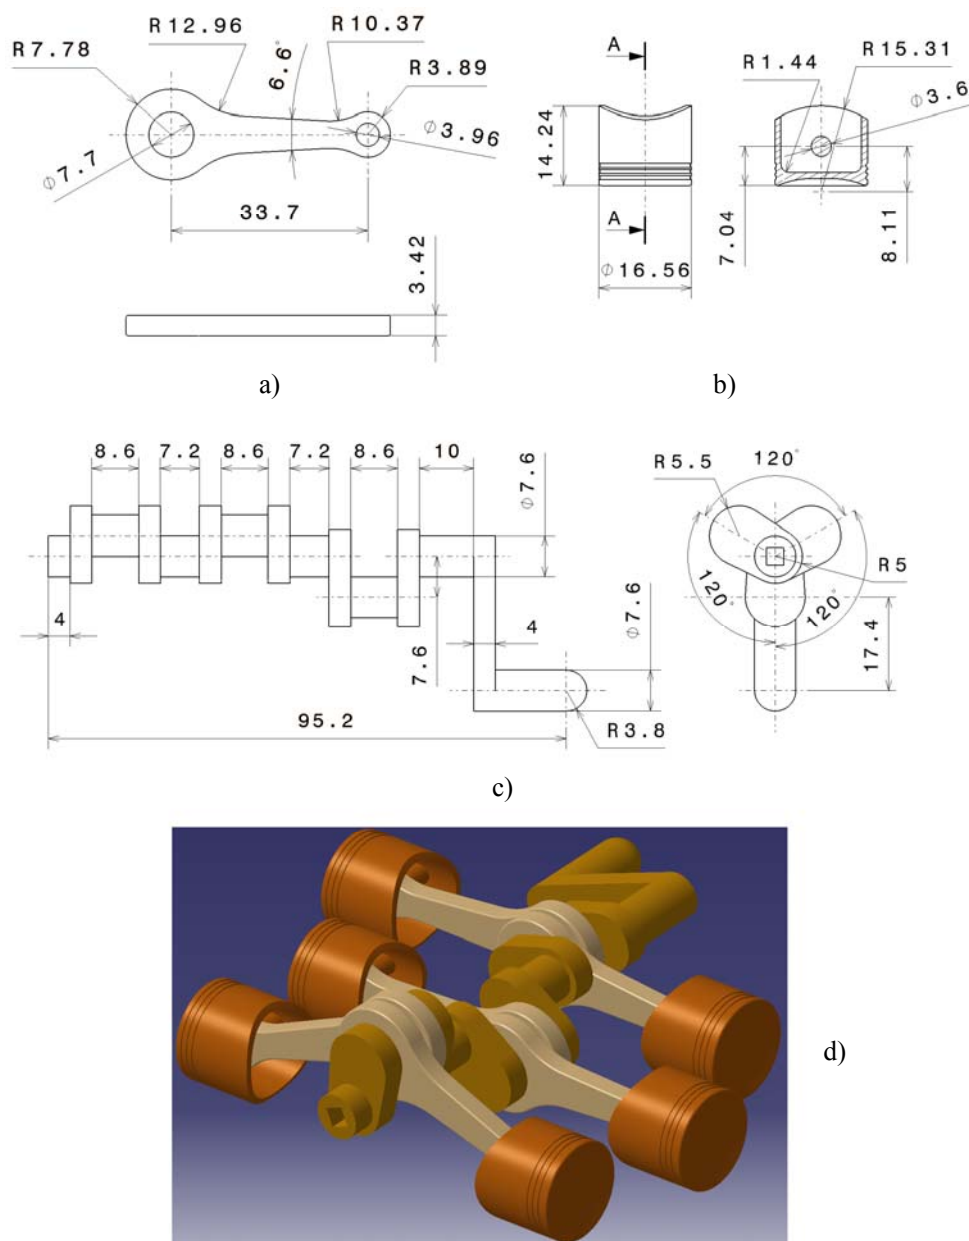 R12.96
R10.37
R7.78
6.6°
R3.89
Ø3.96
Ø7.7
33.7
3.42
a)
A
R15.31
R1.44
Ø3.6
14.24
A
7.04
8.11
Ø16.56
b)
8.6
7.2
8.6
7.2
8.6
10
Ø7.6
4
7.6
4
Ø7.6
95.2
R3.8
R5.5
120°
R5
120°
120°
17.4
c)
d)